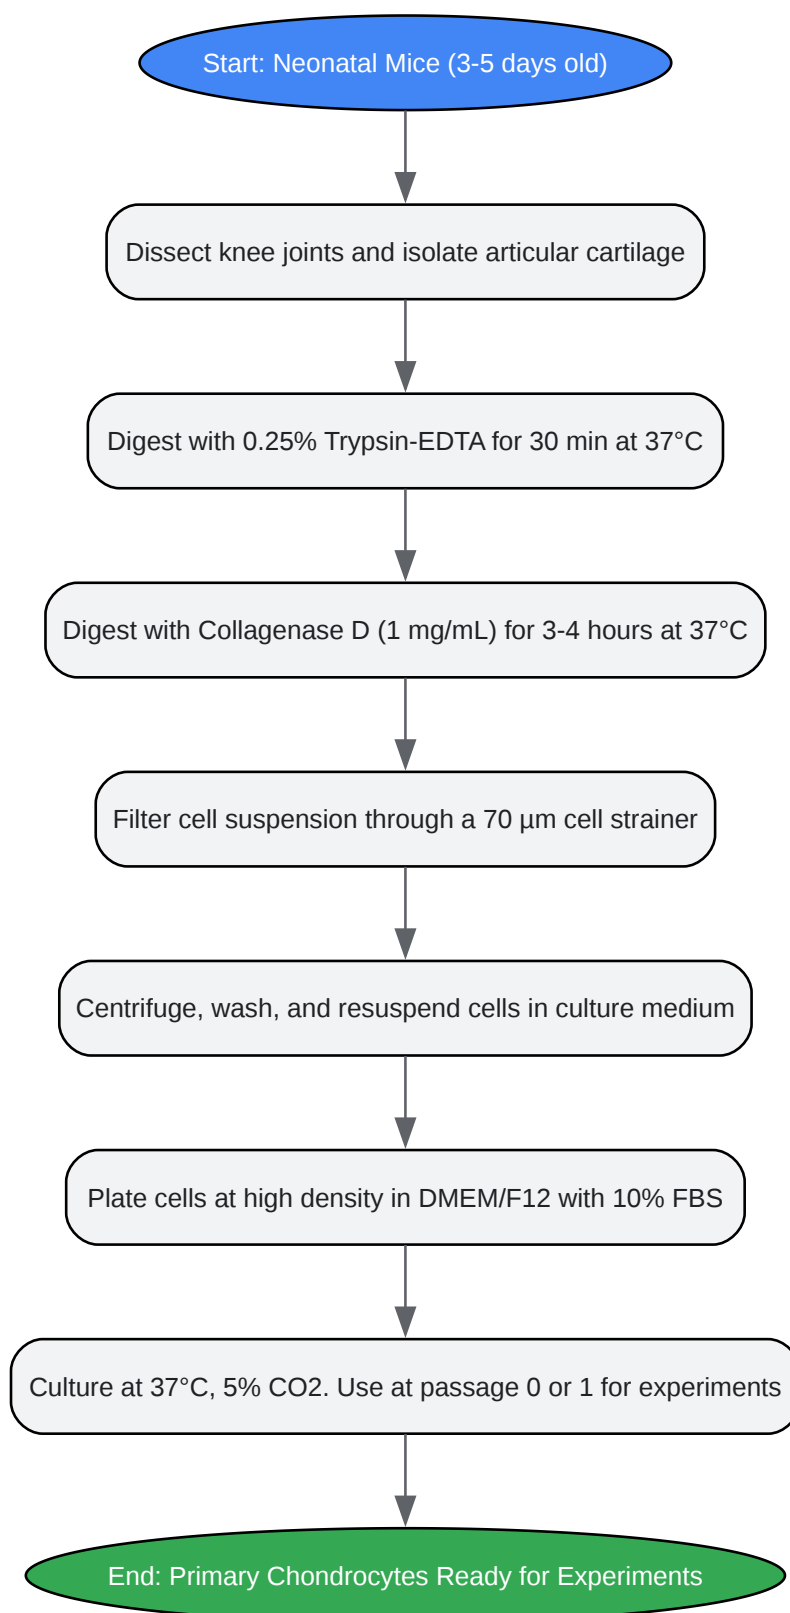 Start: Neonatal Mice (3-5 days old)
Dissect knee joints and isolate articular cartilage
Digest with 0.25% Trypsin-EDTA for 30 min at 37°C
Digest with Collagenase D (1 mg/mL) for 3-4 hours at 37°C
Filter cell suspension through a 70 µm cell strainer
Centrifuge, wash, and resuspend cells in culture medium
Plate cells at high density in DMEM/F12 with 10% FBS
Culture at 37°C, 5% CO2. Use at passage 0 or 1 for experiments
End: Primary Chondrocytes Ready for Experiments